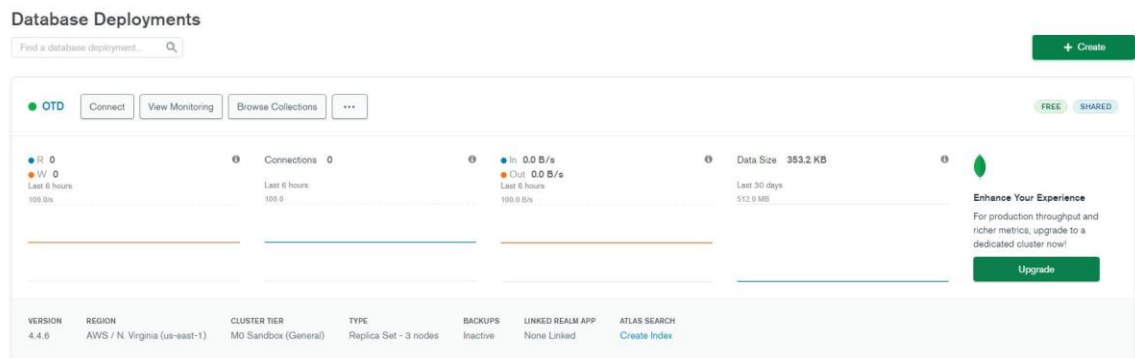 Database Deployments
Find a database deployment...
+ Create
OTD
Connect
View Monitoring
Browse Collections
...
FREE
SHARED
R 0
W 0
Last 6 hours
100.0/s
Connections 0
Last 6 hours
100.0
In 0.0 B/s
Out 0.0 B/s
Last 6 hours
100.0 B/s
Data Size 353.2 KB
Last 30 days
512.0 MB
Enhance Your Experience
For production throughput and
richer metrics, upgrade to a
dedicated cluster now!
Upgrade
VERSION
4.4.6
REGION
AWS / N. Virginia (us-east-1)
CLUSTER TIER
M0 Sandbox (General)
TYPE
Replica Set - 3 nodes
BACKUPS
Inactive
LINKED REALM APP
None Linked
ATLAS SEARCH
Create Index